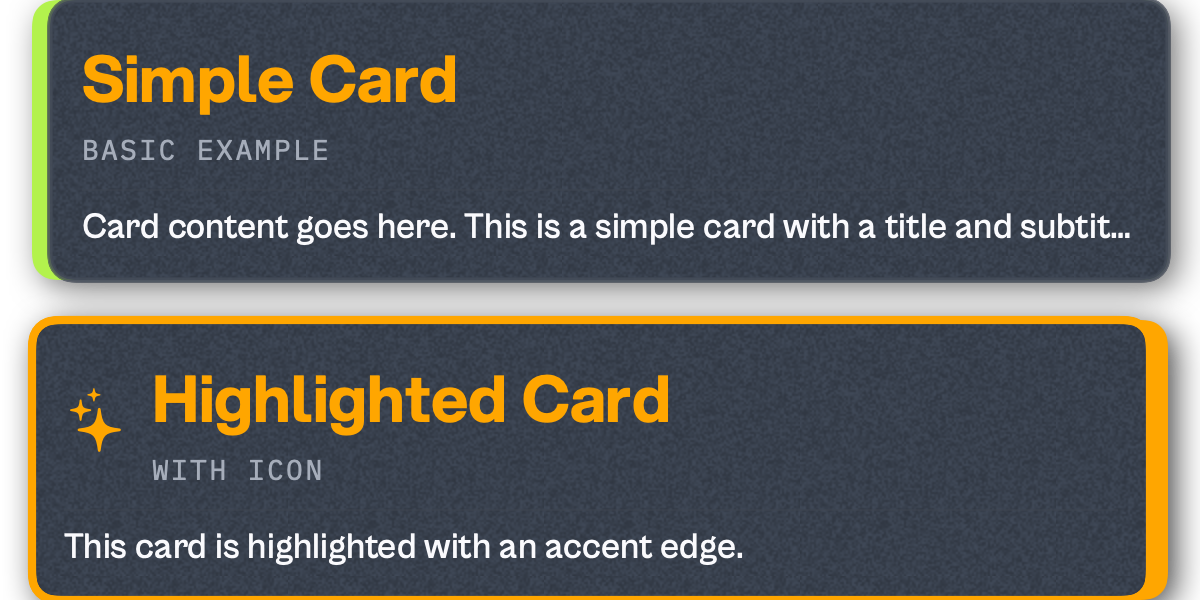 Simple Card
BASIC EXAMPLE
Card content goes here. This is a simple card with a title and subtit...
Highlighted Card
WITH ICON
This card is highlighted with an accent edge.